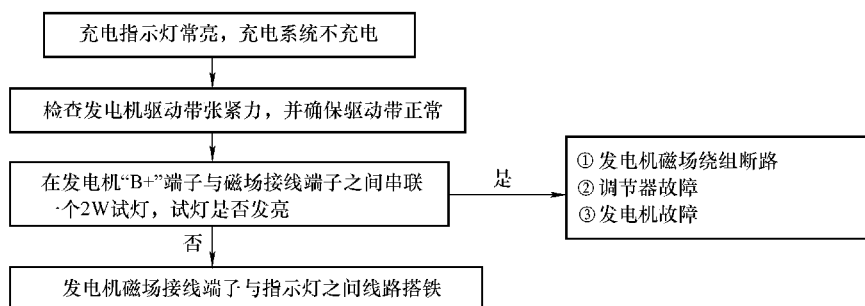 充电指示灯常亮，充电系统不充电
检查发电机驱动带张紧力，并确保驱动带正常
在发电机“B+”端子与磁场接线端子之间串联
一个2W试灯，试灯是否发亮
是
①发电机磁场绕组断路
②调节器故障
③发电机故障
否
发电机磁场接线端子与指示灯之间线路搭铁